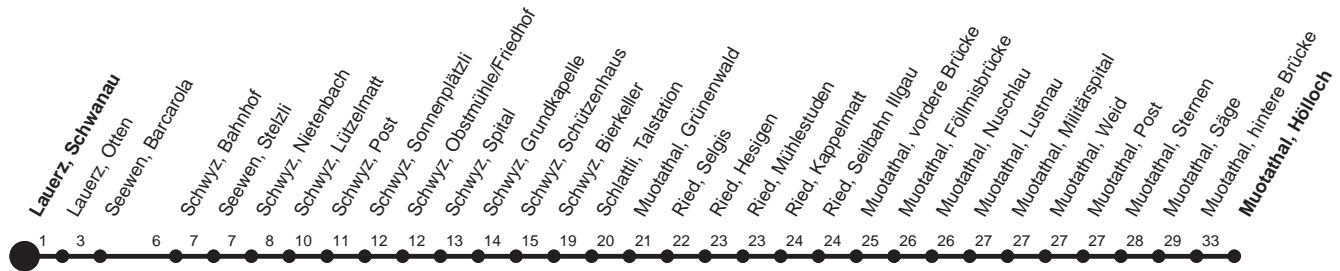 Lauerz, Schwanau
Lauerz, Otten
Seewen, Barcarola
Schwyz, Bahnhof
Seewen, Stelzli
Schwyz, Nietenbach
Schwyz, Lützelmatt
Schwyz, Post
Schwyz, Sonnenplätzli
Schwyz, Obstmühle/Friedhof
Schwyz, Spital
Schwyz, Grundkapelle
Schwyz, Schützenhaus
Schwyz, Bierkeller
Schlattli, Talstation
Muotathal, Grünenwald
Ried, Selgis
Ried, Hesigen
Ried, Mühlestuden
Ried, Kappelmatt
Ried, Seilbahn Illgau
Muotathal, vordere Brücke
Muotathal, Föllmisbrücke
Muotathal, Nuschlau
Muotathal, Lustnau
Muotathal, Militärspital
Muotathal, Weid
Muotathal, Post
Muotathal, Sternen
Muotathal, Säge
Muotathal, hintere Brücke
Muotathal, Hölloch
1 3 6 7 7 8 10 11 12 12 13 14 15 19 20 21 22 23 23 24 24 25 26 26 27 27 27 27 28 29 33